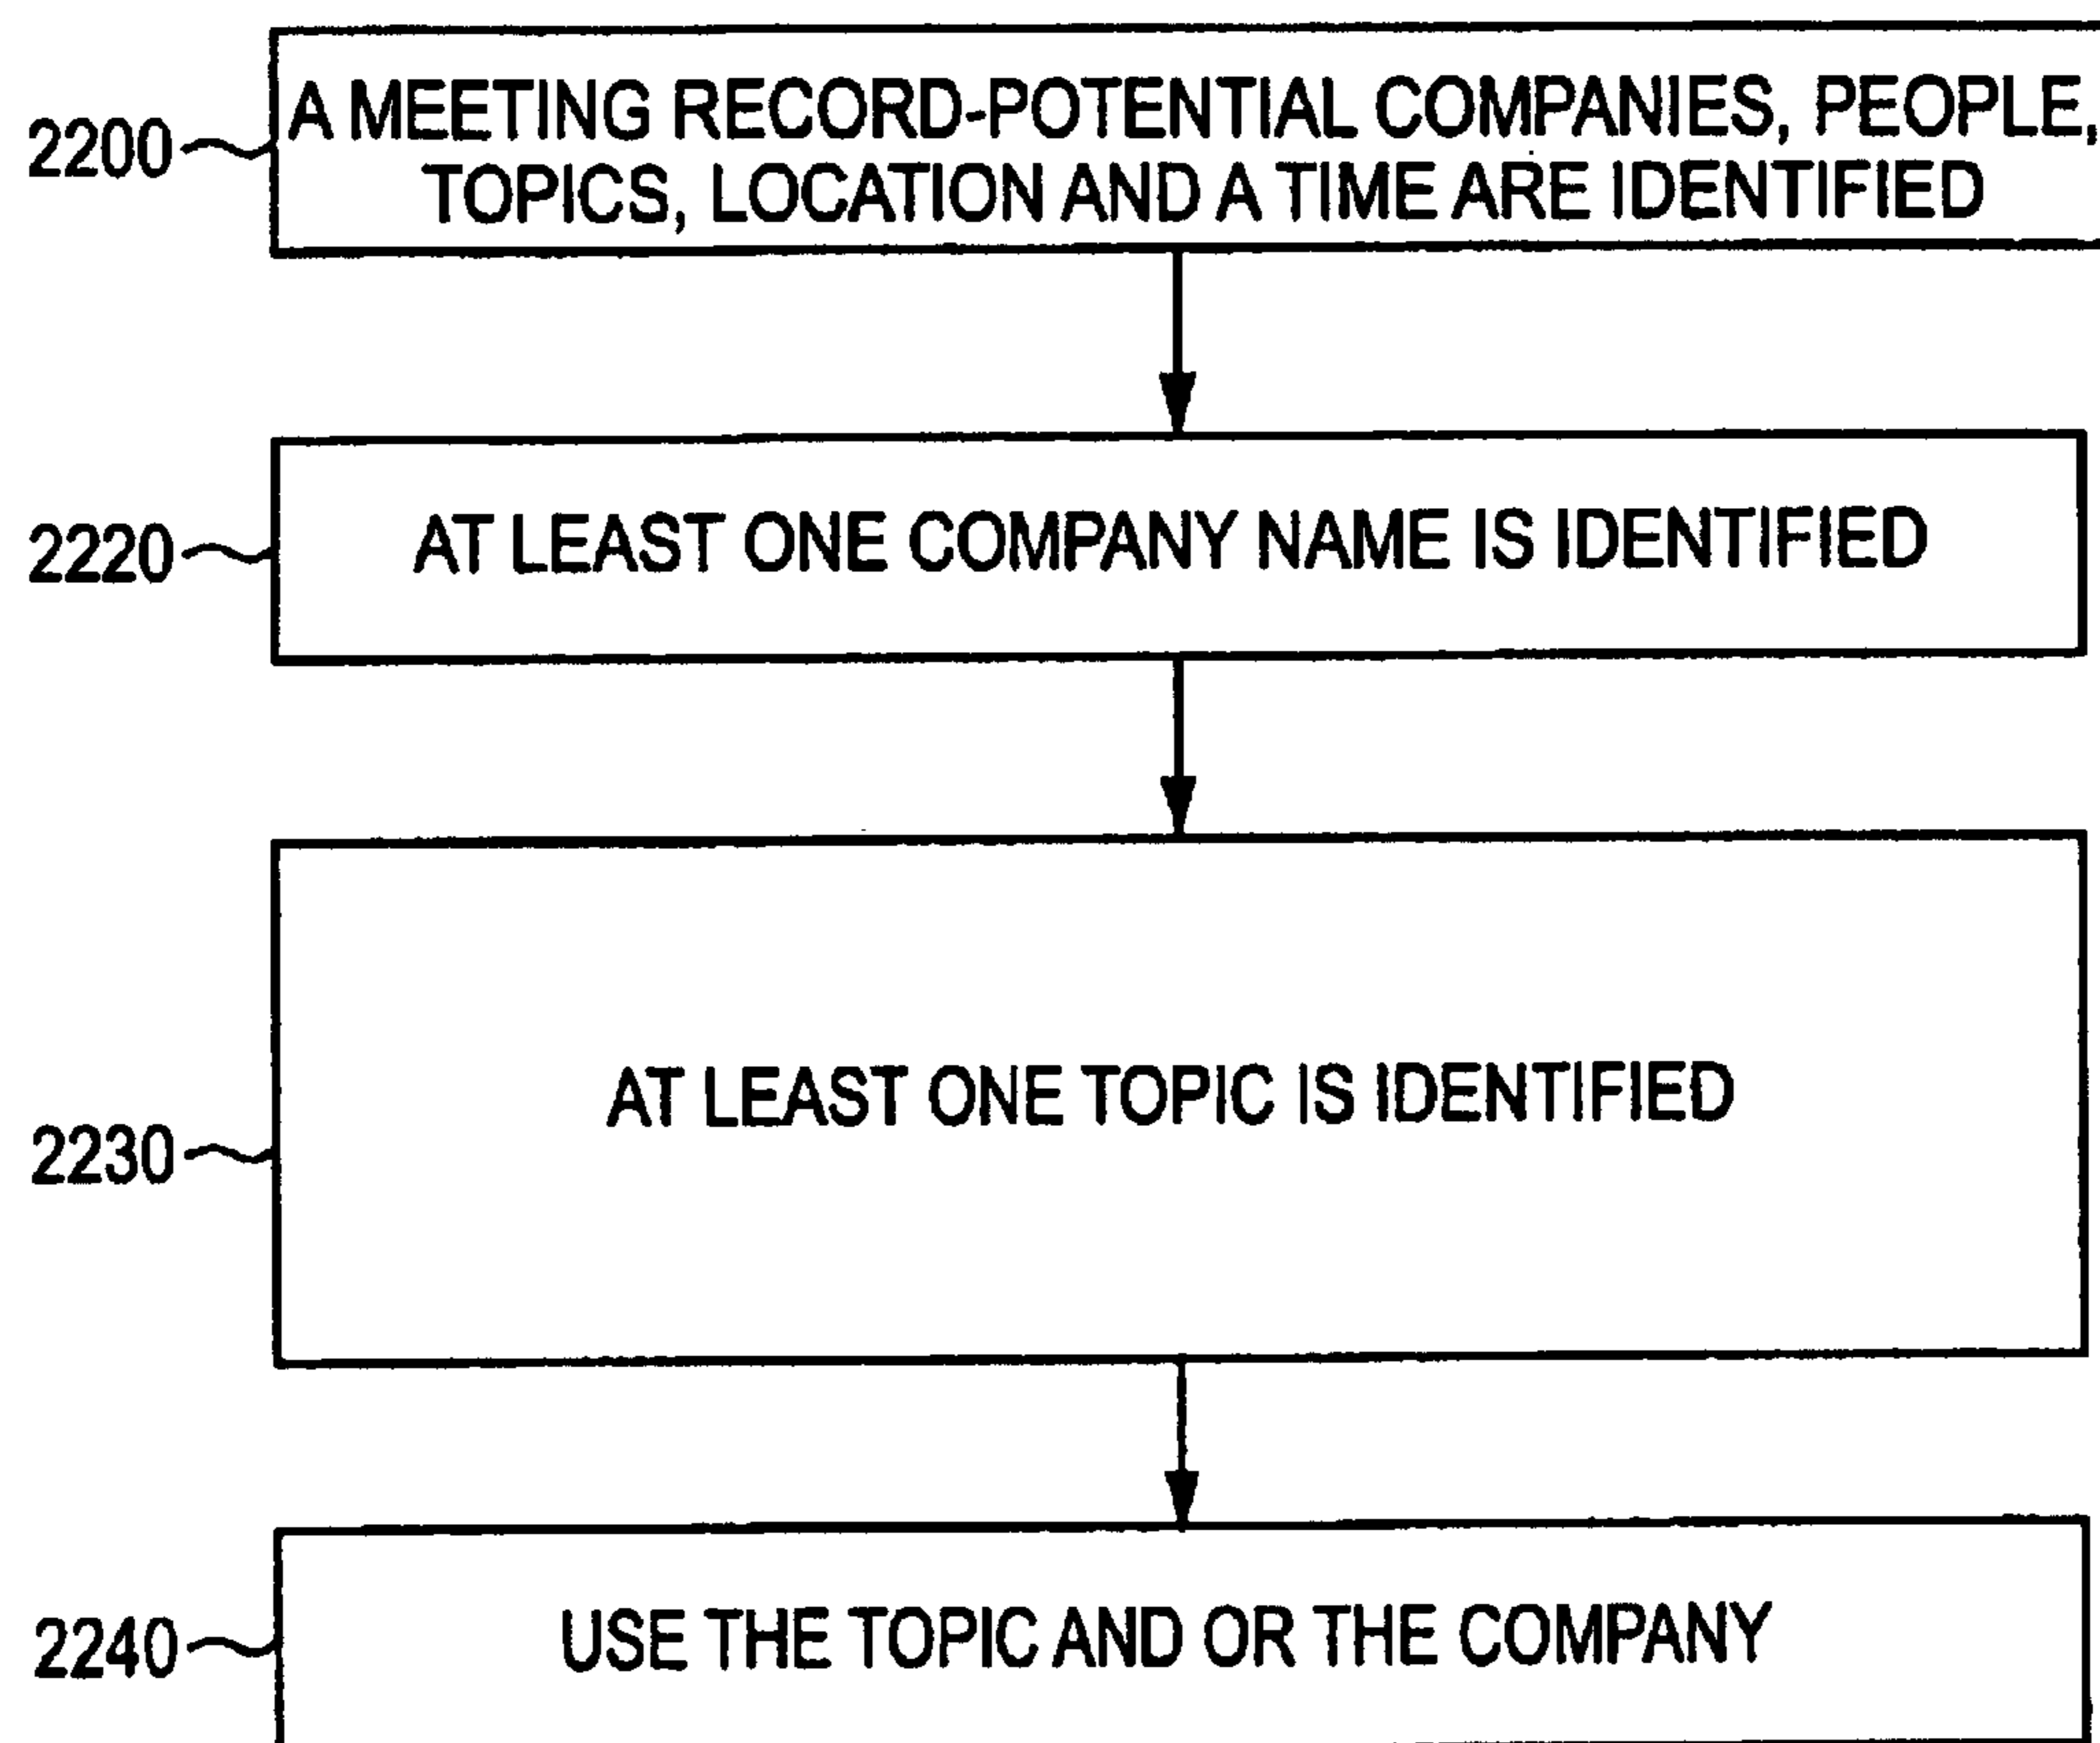 2200
A MEETING RECORD-POTENTIAL COMPANIES, PEOPLE,
TOPICS, LOCATION AND A TIME ARE IDENTIFIED
2220
AT LEAST ONE COMPANY NAME IS IDENTIFIED
2230
AT LEAST ONE TOPIC IS IDENTIFIED
2240
USE THE TOPIC AND OR THE COMPANY